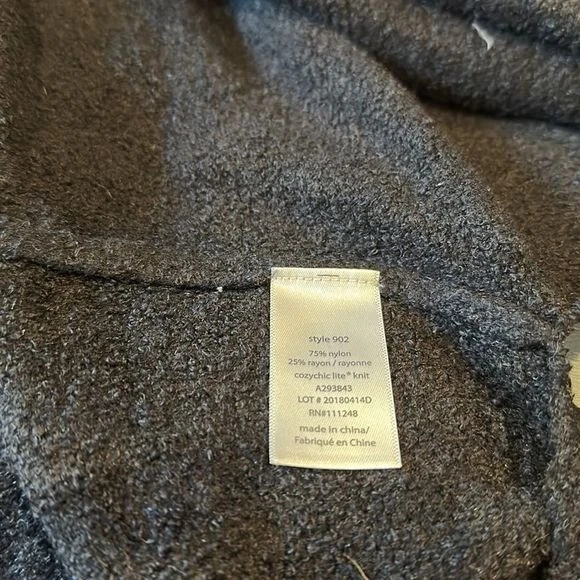 style 902
75% nylon
25% rayon / rayonne
cozychic lite® knit
A293843
LOT # 20180414D
RN#111248
made in china/
Fabriqué en Chine